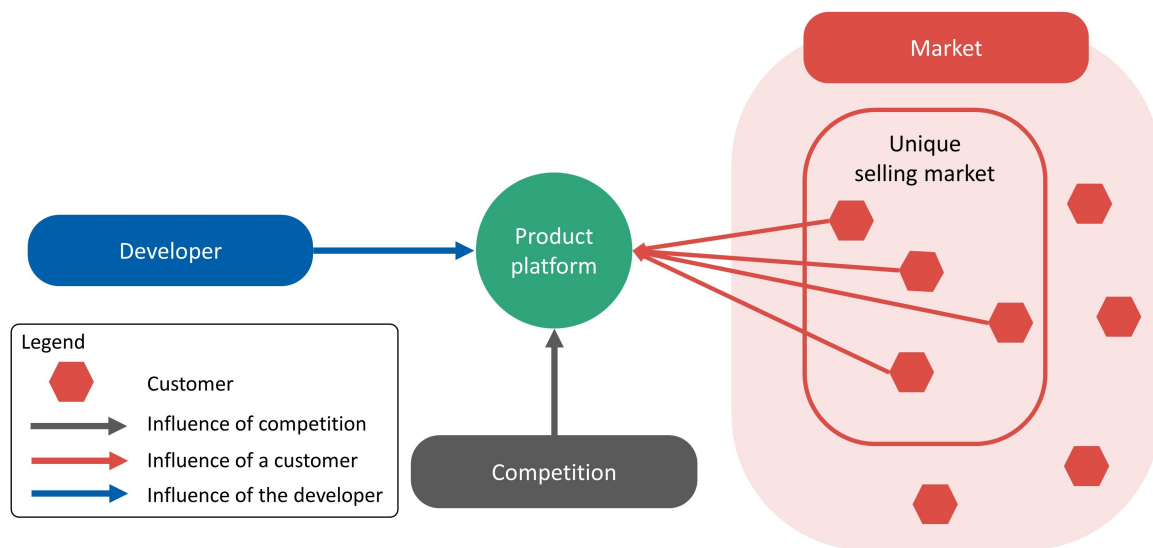 Market
Unique
selling market
Developer
Product
platform
Legend
Customer
Influence of competition
Influence of a customer
Influence of the developer
Competition